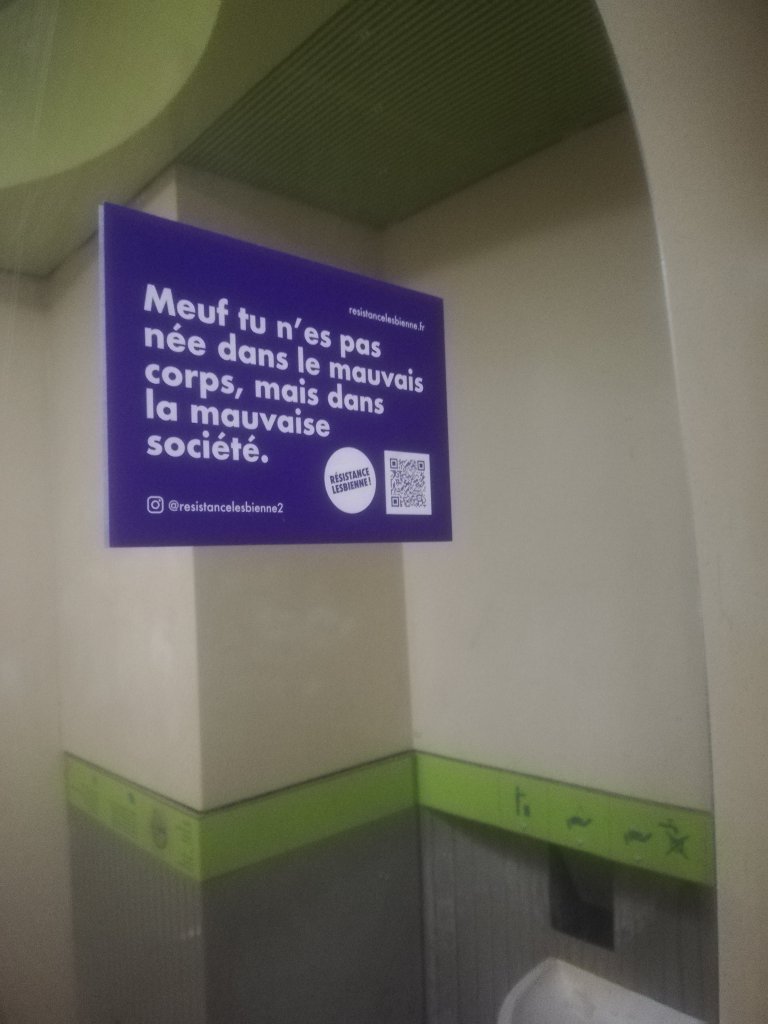 resistancelesbienne.fr
Meuf tu n'es pas
née dans le mauvais
corps, mais dans
la mauvaise
société.
RÉSISTANCE
LESBIENNE!
@resistancelesbienne2